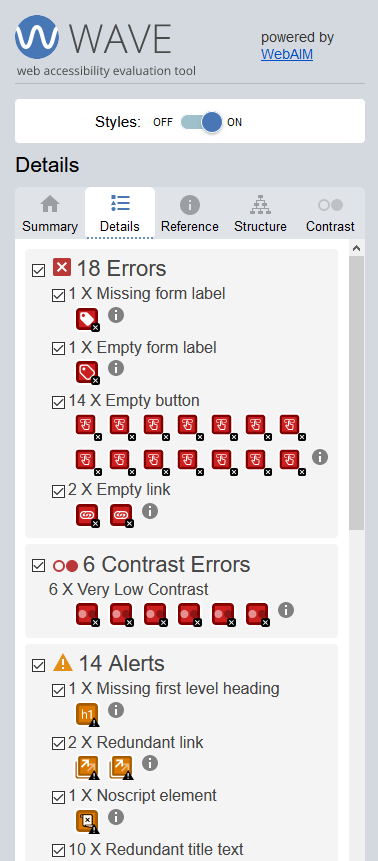 WAVE
powered by
WebAIM
web accessibility evaluation tool
Styles: OFF ON
Details
Summary Details Reference Structure Contrast
18 Errors
1 X Missing form label
1 X Empty form label
14 X Empty button
2 X Empty link
6 Contrast Errors
6 X Very Low Contrast
14 Alerts
1 X Missing first level heading
h1
2 X Redundant link
1 X Noscript element
10 X Redundant title text